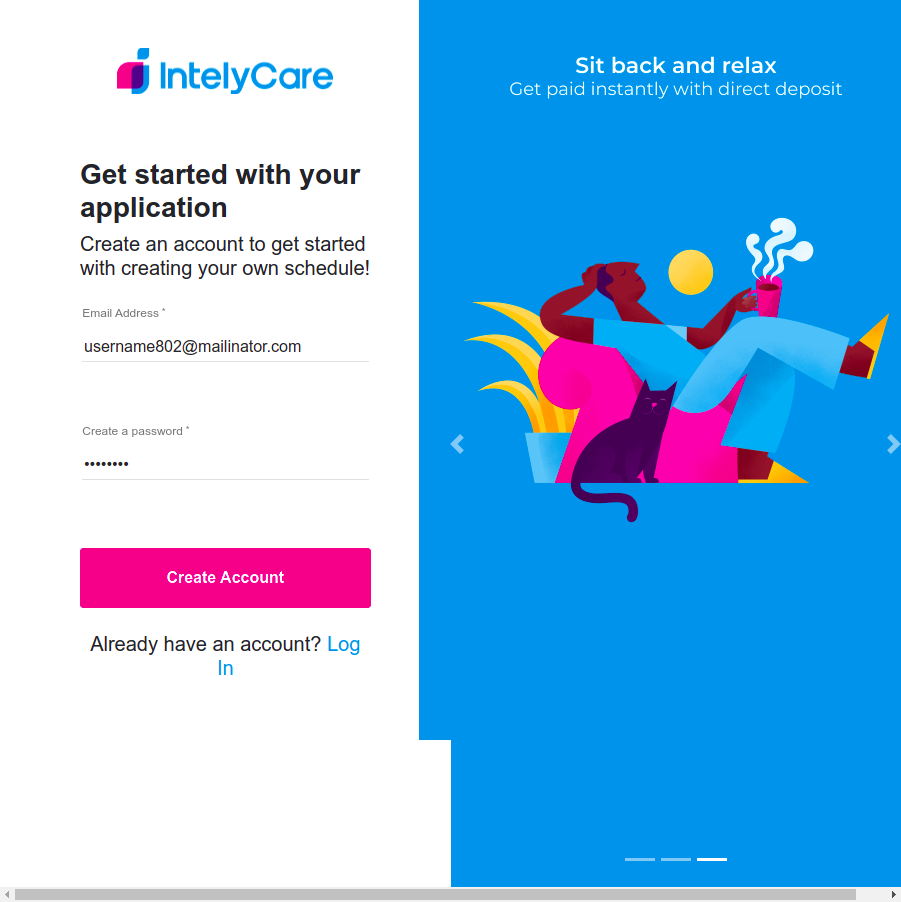 IntelyCare
Get started with your
application
Create an account to get started
with creating your own schedule!
Email Address *
username802@mailinator.com
Create a password *
••••••••
Create Account
Already have an account? Log
In
Sit back and relax
Get paid instantly with direct deposit